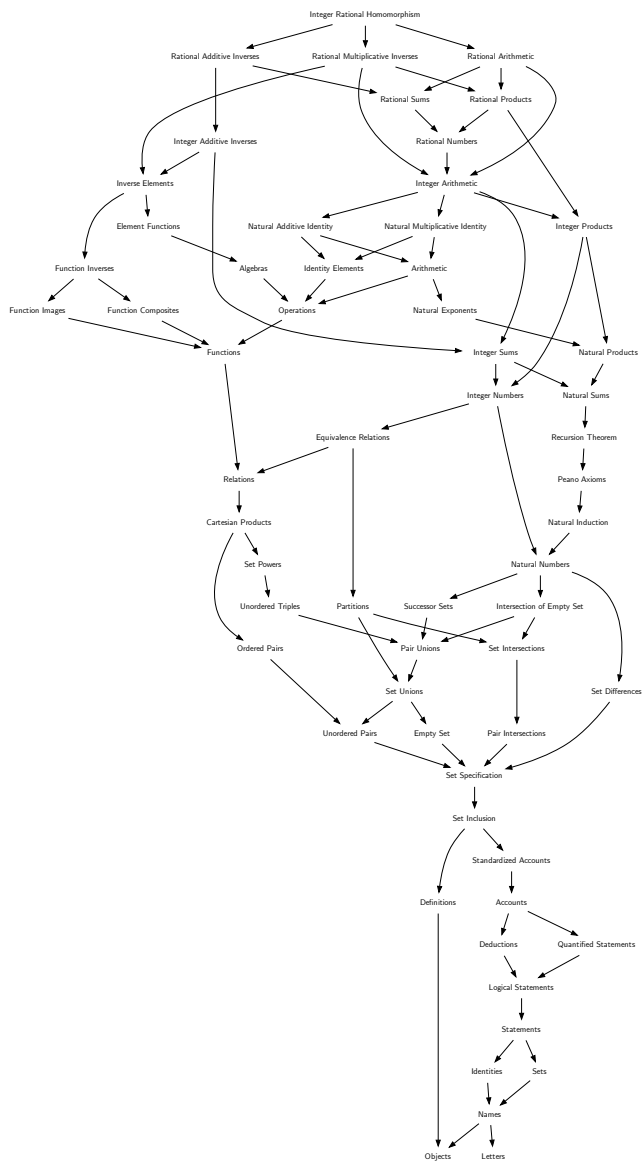 Integer Rational Homomorphism
Rational Additive Inverses
Rational Multiplicative Inverses
Rational Arithmetic
Rational Sums
Rational Products
Integer Additive Inverses
Rational Numbers
Inverse Elements
Integer Arithmetic
Element Functions
Natural Additive Identity
Natural Multiplicative Identity
Integer Products
Function Inverses
Algebras
Identity Elements
Arithmetic
Function Images
Function Composites
Operations
Natural Exponents
Functions
Integer Sums
Natural Products
Integer Numbers
Natural Sums
Equivalence Relations
Recursion Theorem
Relations
Peano Axioms
Cartesian Products
Natural Induction
Set Powers
Natural Numbers
Unordered Triples
Partitions
Successor Sets
Intersection of Empty Set
Ordered Pairs
Pair Unions
Set Intersections
Set Unions
Set Differences
Unordered Pairs
Empty Set
Pair Intersections
Set Specification
Set Inclusion
Standardized Accounts
Definitions
Accounts
Deductions
Quantified Statements
Logical Statements
Statements
Identities
Sets
Names
Objects
Letters